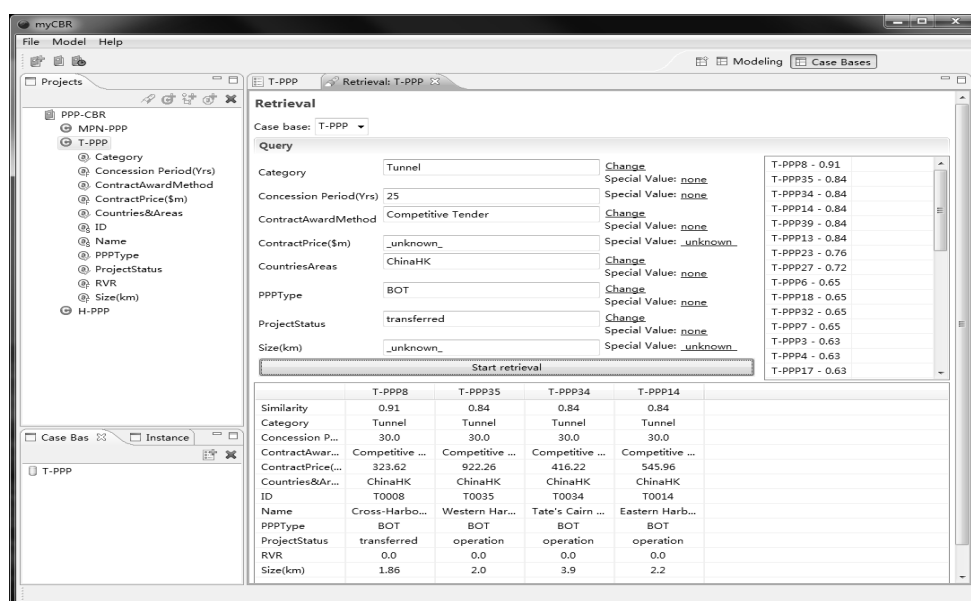 myCBR
File Model Help
Modeling Case Bases
Projects
PPP-CBR
MPN-PPP
T-PPP
Category
Concession Period(Yrs)
ContractAwardMethod
ContractPrice($m)
Countries&Areas
ID
Name
PPPType
ProjectStatus
RVR
Size(km)
H-PPP
Case Bas Instance
T-PPP
T-PPP Retrieval: T-PPP
Retrieval
Case base: T-PPP
Query
Category Tunnel Change
Special Value: none
Concession Period(Yrs) 25 Special Value: none
ContractAwardMethod Competitive Tender Change
Special Value: none
ContractPrice($m) _unknown_ Special Value: _unknown_
CountriesAreas ChinaHK Change
Special Value: none
PPPType BOT Change
Special Value: none
ProjectStatus transferred Change
Special Value: none
Size(km) _unknown_ Special Value: _unknown_
Start retrieval
T-PPP8 - 0.91
T-PPP35 - 0.84
T-PPP34 - 0.84
T-PPP14 - 0.84
T-PPP39 - 0.84
T-PPP13 - 0.84
T-PPP23 - 0.76
T-PPP27 - 0.72
T-PPP6 - 0.65
T-PPP18 - 0.65
T-PPP32 - 0.65
T-PPP7 - 0.65
T-PPP3 - 0.63
T-PPP4 - 0.63
T-PPP17 - 0.63
T-PPP8 T-PPP35 T-PPP34 T-PPP14
Similarity 0.91 0.84 0.84 0.84
Category Tunnel Tunnel Tunnel Tunnel
Concession P... 30.0 30.0 30.0 30.0
ContractAwar... Competitive ... Competitive ... Competitive ... Competitive ...
ContractPrice(... 323.62 922.26 416.22 545.96
Countries&Ar... ChinaHK ChinaHK ChinaHK ChinaHK
ID T0008 T0035 T0034 T0014
Name Cross-Harbo... Western Har... Tate's Cairn ... Eastern Harb...
PPPType BOT BOT BOT BOT
ProjectStatus transferred operation operation operation
RVR 0.0 0.0 0.0 0.0
Size(km) 1.86 2.0 3.9 2.2